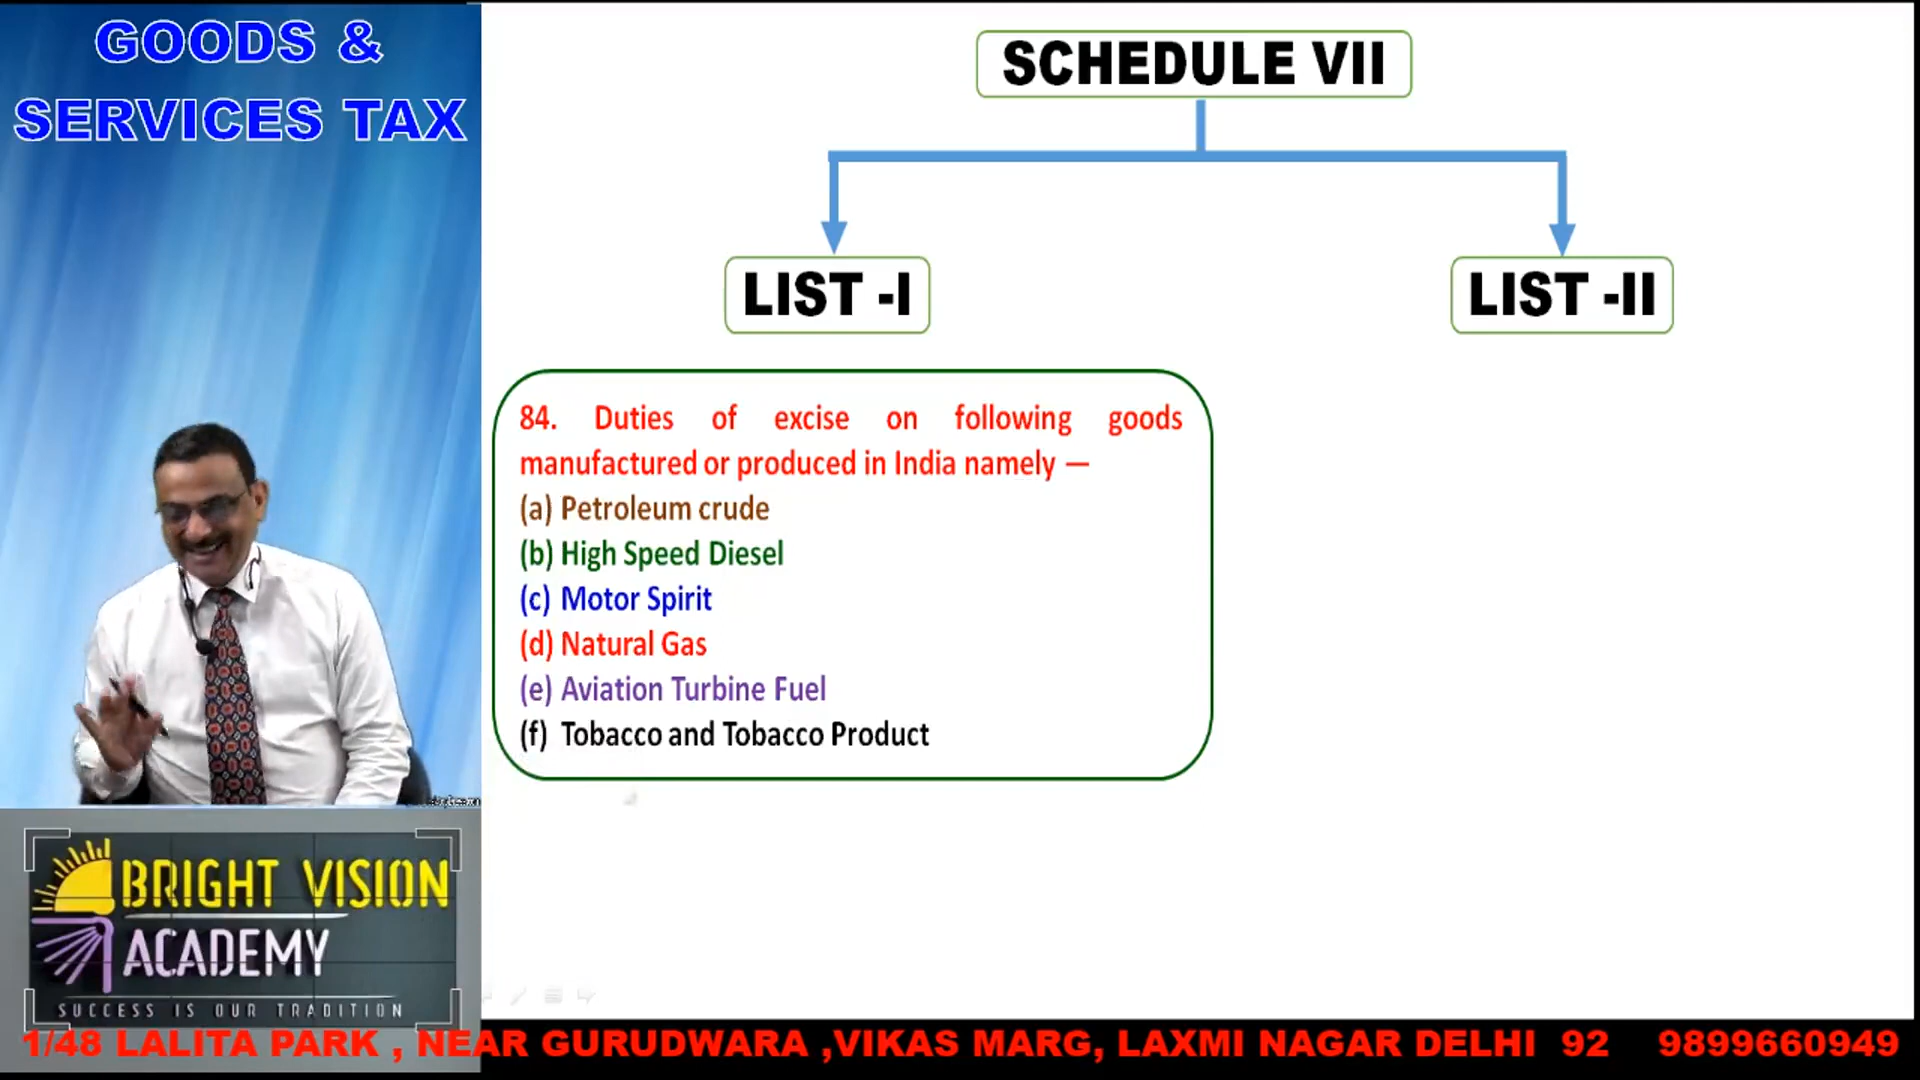 GOODS &
SERVICES TAX
SCHEDULE VII
LIST -I
LIST -II
84. Duties of excise on following goods
manufactured or produced in India namely —
(a) Petroleum crude
(b) High Speed Diesel
(c) Motor Spirit
(d) Natural Gas
(e) Aviation Turbine Fuel
(f) Tobacco and Tobacco Product
BRIGHT VISION
ACADEMY
SUCCESS IS OUR TRADITION
1/48 LALITA PARK , NEAR GURUDWARA ,VIKAS MARG, LAXMI NAGAR DELHI 92 9899660949